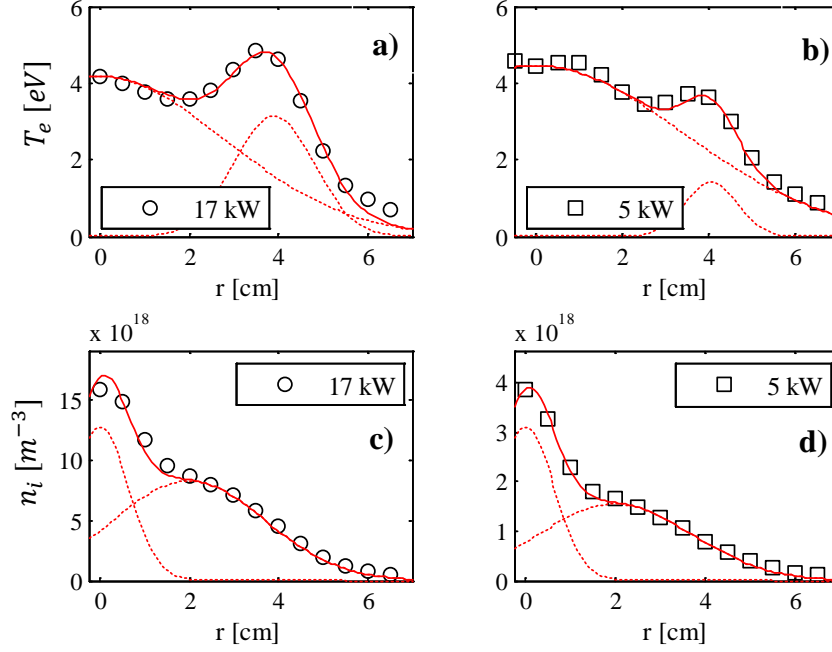 6
4
2
0
T_e [eV]
a)
17 kW
0 2 4 6
r [cm]
6
4
2
0
b)
5 kW
0 2 4 6
r [cm]
x 10^18
15
10
5
0
n_i [m^−3]
17 kW
c)
0 2 4 6
r [cm]
x 10^18
4
3
2
1
0
5 kW
d)
0 2 4 6
r [cm]